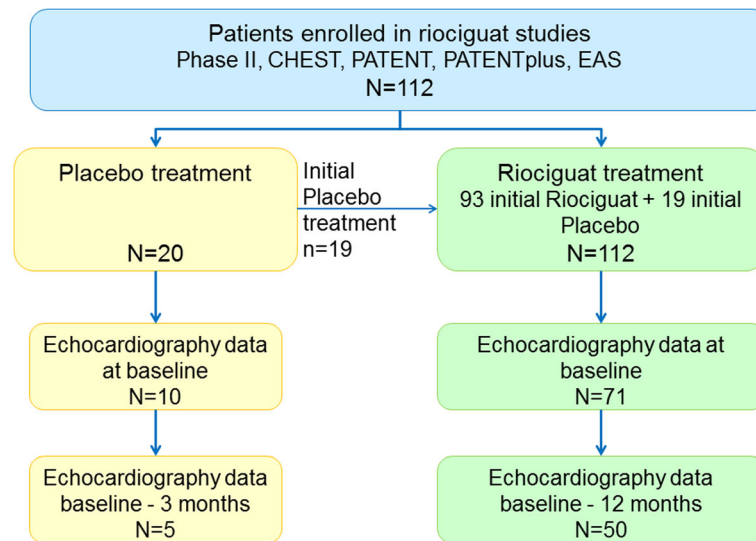 Patients enrolled in riociguat studies
Phase II, CHEST, PATENT, PATENTplus, EAS
N=112
Placebo treatment
N=20
Initial
Placebo
treatment
n=19
Riociguat treatment
93 initial Riociguat + 19 initial
Placebo
N=112
Echocardiography data
at baseline
N=10
Echocardiography data at
baseline
N=71
Echocardiography data
baseline - 3 months
N=5
Echocardiography data
baseline - 12 months
N=50